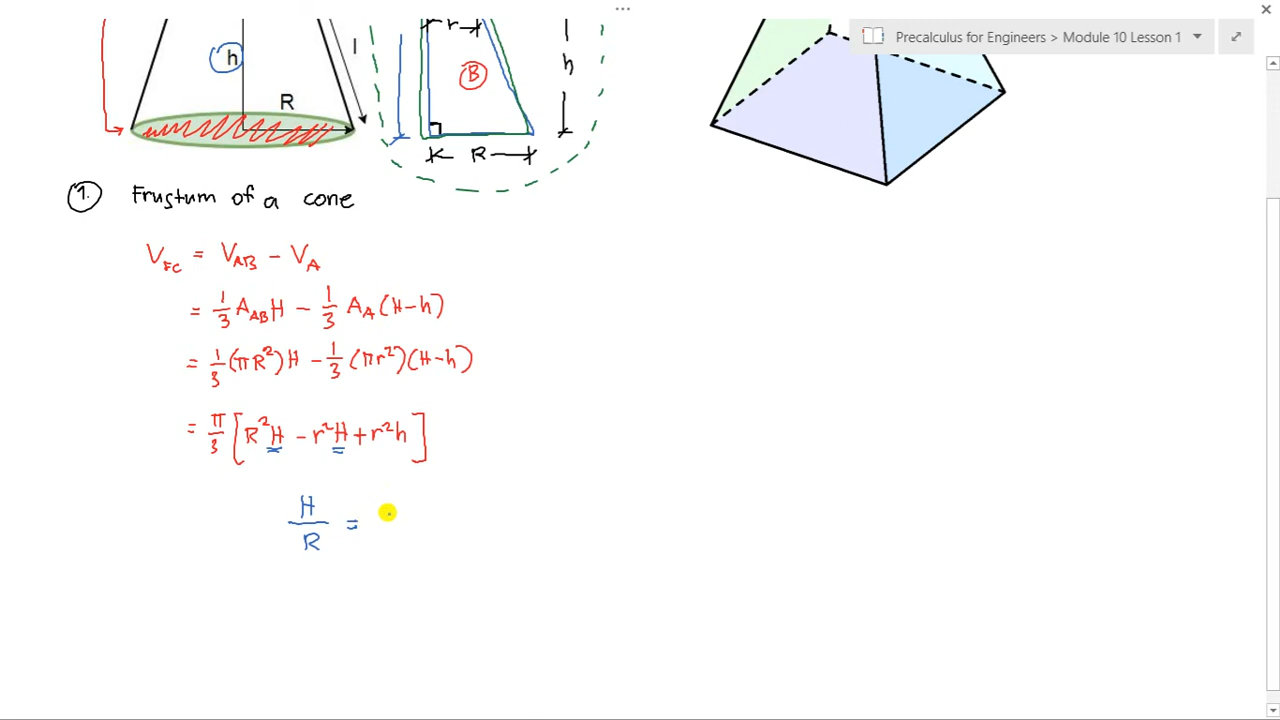 Precalculus for Engineers > Module 10 Lesson 1
h
R
l
r
B
h
R
1. Frustum of a cone
V_FC = V_AB - V_A
= 1/3 A_AB H - 1/3 A_A (H-h)
= 1/3 (πR²) H - 1/3 (πr²)(H-h)
= π/3 [R²H - r²H + r²h]
H/R =